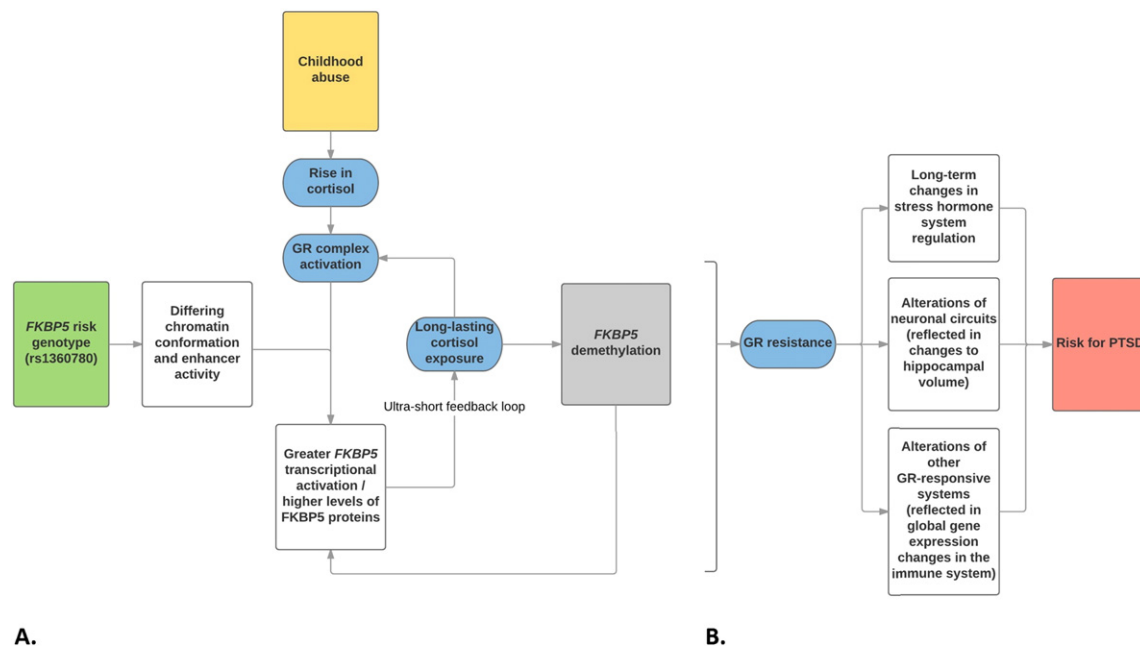 Childhood
abuse
Rise in
cortisol
GR complex
activation
FKBP5 risk
genotype
(rs1360780)
Differing
chromatin
conformation
and enhancer
activity
Long-lasting
cortisol
exposure
FKBP5
demethylation
Ultra-short feedback loop
Greater FKBP5
transcriptional
activation /
higher levels of
FKBP5 proteins
A.
GR resistance
Long-term
changes in
stress hormone
system
regulation
Alterations of
neuronal circuits
(reflected in
changes to
hippocampal
volume)
Alterations of
other
GR-responsive
systems
(reflected in
global gene
expression
changes in the
immune system)
Risk for PTSD
B.